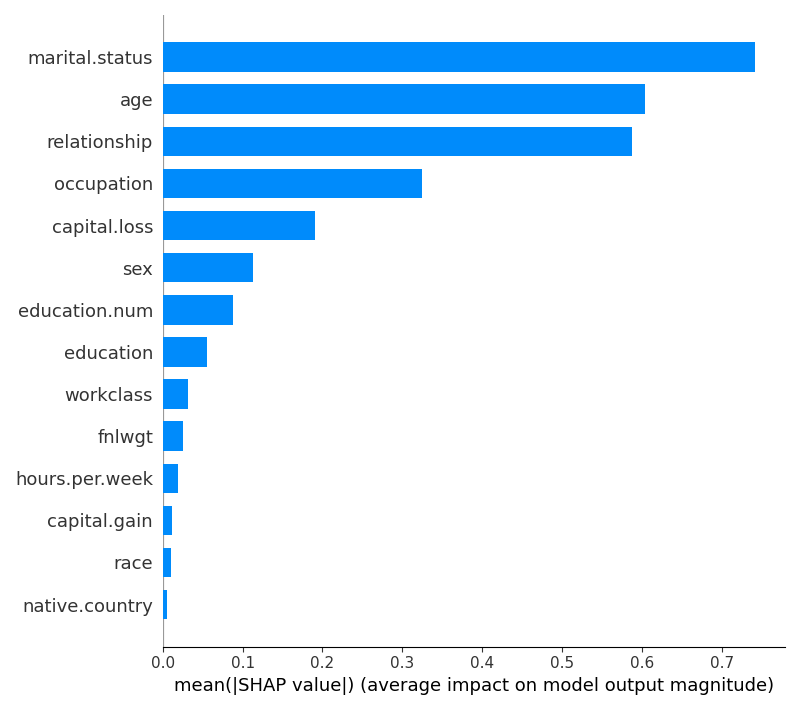 marital.status
age
relationship
occupation
capital.loss
sex
education.num
education
workclass
fnlwgt
hours.per.week
capital.gain
race
native.country
0.0 0.1 0.2 0.3 0.4 0.5 0.6 0.7
mean(|SHAP value|) (average impact on model output magnitude)